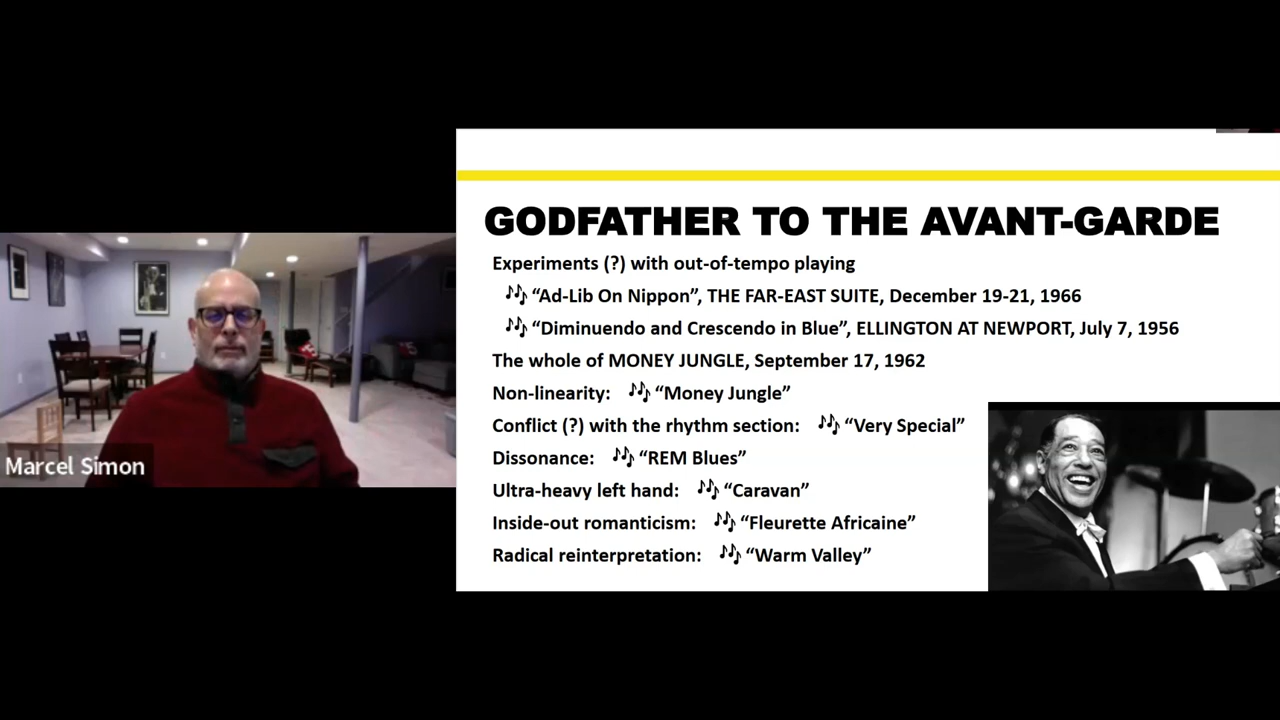 Marcel Simon
GODFATHER TO THE AVANT-GARDE
Experiments (?) with out-of-tempo playing
“Ad-Lib On Nippon”, THE FAR-EAST SUITE, December 19-21, 1966
“Diminuendo and Crescendo in Blue”, ELLINGTON AT NEWPORT, July 7, 1956
The whole of MONEY JUNGLE, September 17, 1962
Non-linearity: “Money Jungle”
Conflict (?) with the rhythm section: “Very Special”
Dissonance: “REM Blues”
Ultra-heavy left hand: “Caravan”
Inside-out romanticism: “Fleurette Africaine”
Radical reinterpretation: “Warm Valley”